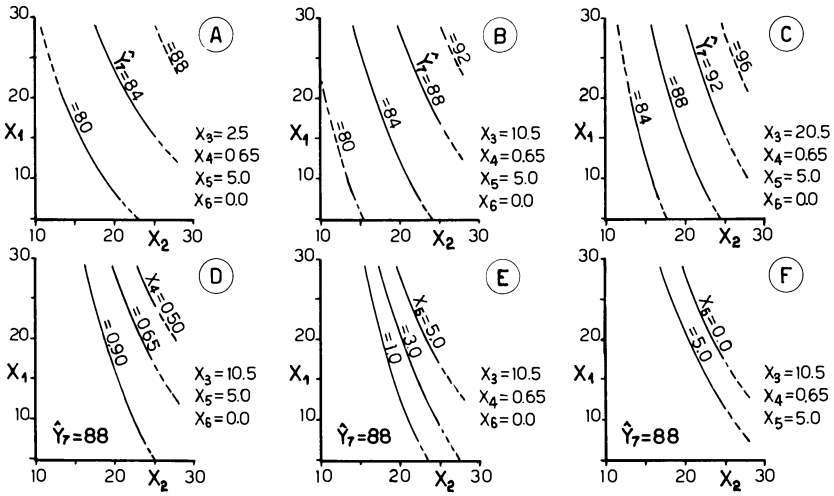 30
20
10
X₁
A
Ŷ₇=84
=88
=80
X₃=2.5
X₄=0.65
X₅=5.0
X₆=0.0
10
20
30
X₂
30
20
10
X₁
B
Ŷ₇=88
=92
=84
=80
X₃=10.5
X₄=0.65
X₅=5.0
X₆=0.0
10
20
30
X₂
30
20
10
X₁
C
Ŷ₇=92
=96
=88
=84
X₃=20.5
X₄=0.65
X₅=5.0
X₆=0.0
10
20
30
X₂
30
20
10
X₁
D
X₄=0.50
=0.65
=0.90
X₃=10.5
X₅=5.0
X₆=0.0
Ŷ₇=88
10
20
30
X₂
30
20
10
X₁
E
X₅=5.0
=3.0
=1.0
X₃=10.5
X₄=0.65
X₆=0.0
Ŷ₇=88
10
20
30
X₂
30
20
10
X₁
F
X₆=0.0
=5.0
X₃=10.5
X₄=0.65
X₅=5.0
Ŷ₇=88
10
20
30
X₂